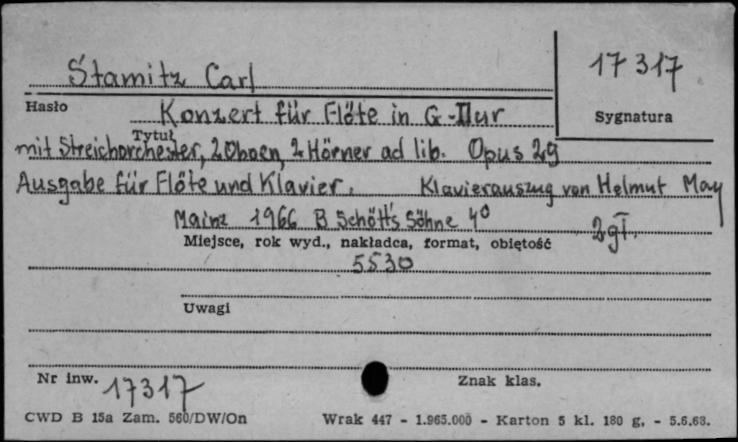 Stamitz Carl
17317
Hasło
Konzert für Flöte in G-Dur
Sygnatura
Tytuł
mit Streichorchester, 2 Oboen, 2 Hörner ad lib. Opus 29
Ausgabe für Flöte und Klavier. Klavierauszug von Helmut May
Mainz 1966 B Schött's Söhne 4°
Miejsce, rok wyd., nakładca, format, obiętość
5530
Uwagi
Nr inw. 17317
Znak klas.
CWD B 15a Zam. 560/DW/On
Wrak 447 - 1.965.000 - Karton 5 kl. 180 g. - 5.6.68.